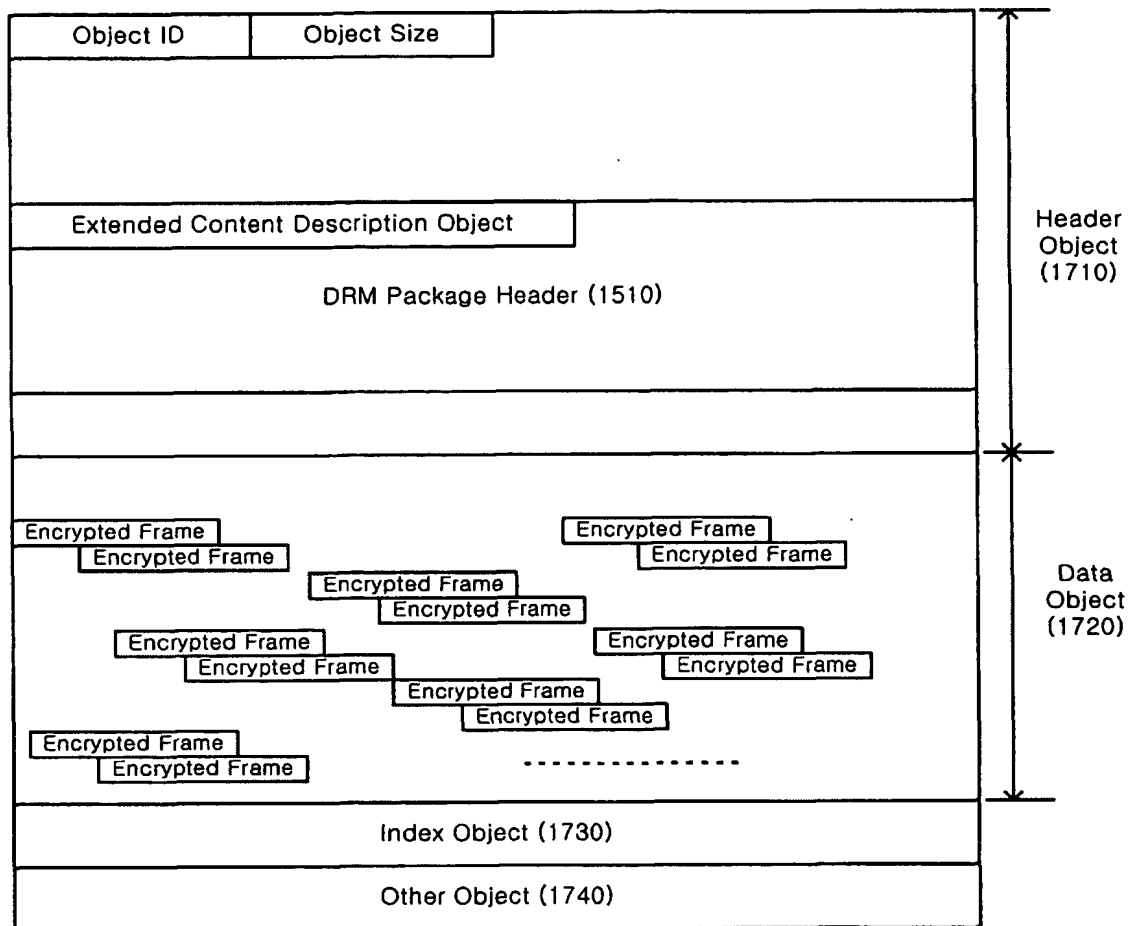 Object ID
Object Size
Extended Content Description Object
DRM Package Header (1510)
Header
Object
(1710)
Encrypted Frame
Encrypted Frame
Encrypted Frame
Encrypted Frame
Encrypted Frame
Encrypted Frame
Encrypted Frame
Encrypted Frame
Encrypted Frame
Encrypted Frame
Encrypted Frame
Encrypted Frame
Encrypted Frame
Encrypted Frame
Data
Object
(1720)
Index Object (1730)
Other Object (1740)